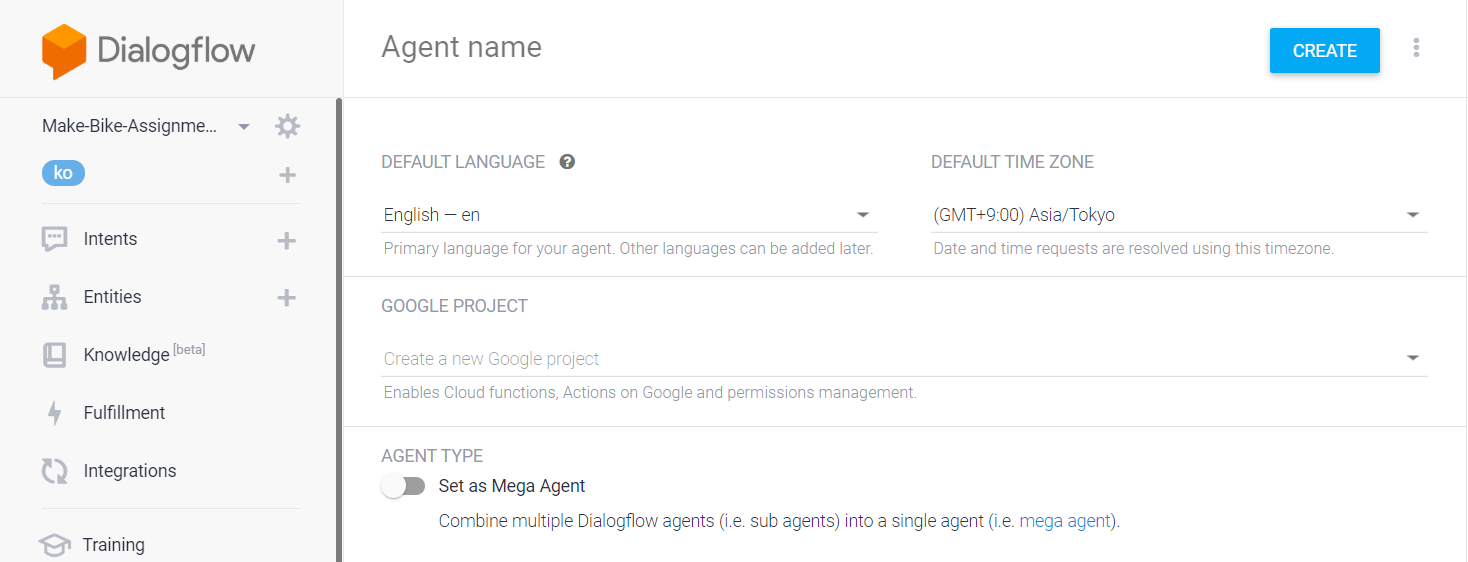 Dialogflow
Agent name
CREATE
Make-Bike-Assignme...
ko
Intents
Entities
Knowledge [beta]
Fulfillment
Integrations
Training
DEFAULT LANGUAGE
DEFAULT TIME ZONE
English — en
(GMT+9:00) Asia/Tokyo
Primary language for your agent. Other languages can be added later.
Date and time requests are resolved using this timezone.
GOOGLE PROJECT
Create a new Google project
Enables Cloud functions, Actions on Google and permissions management.
AGENT TYPE
Set as Mega Agent
Combine multiple Dialogflow agents (i.e. sub agents) into a single agent (i.e. mega agent).